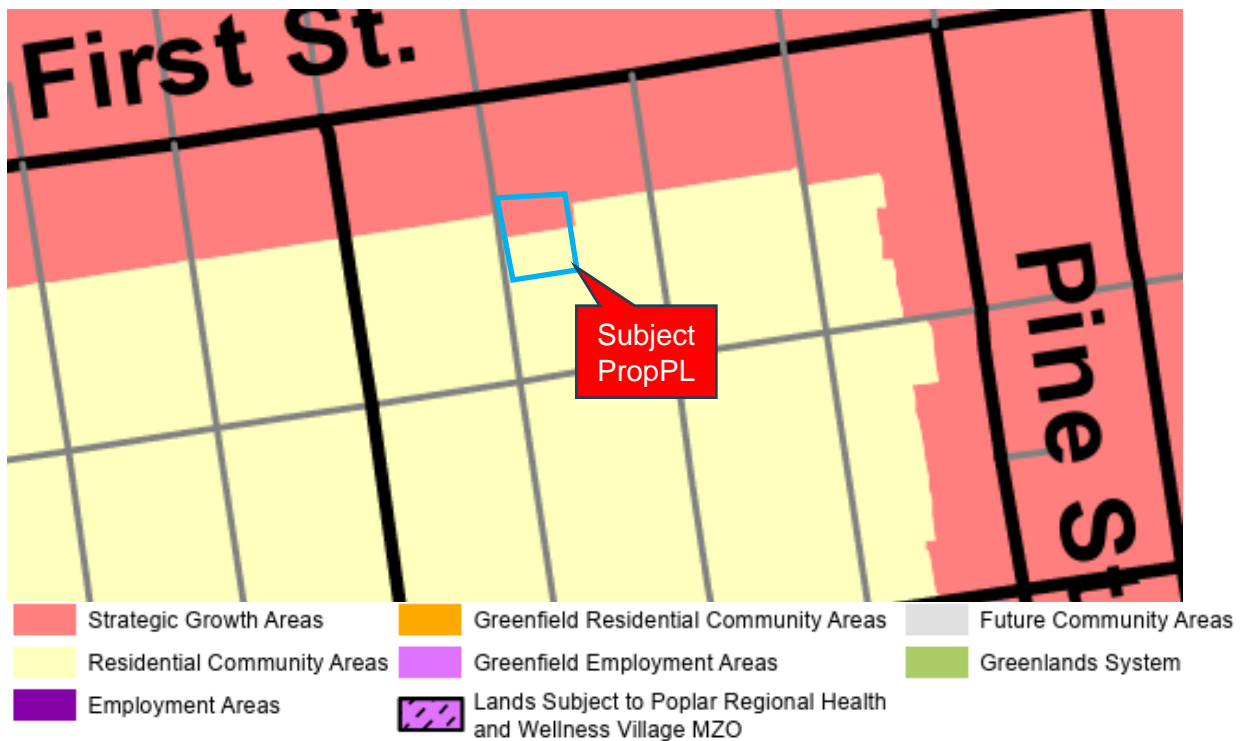 First St.
Pine St.
Subject
PropPL
Strategic Growth Areas
Greenfield Residential Community Areas
Future Community Areas
Residential Community Areas
Greenfield Employment Areas
Greenlands System
Employment Areas
Lands Subject to Poplar Regional Health
and Wellness Village MZO